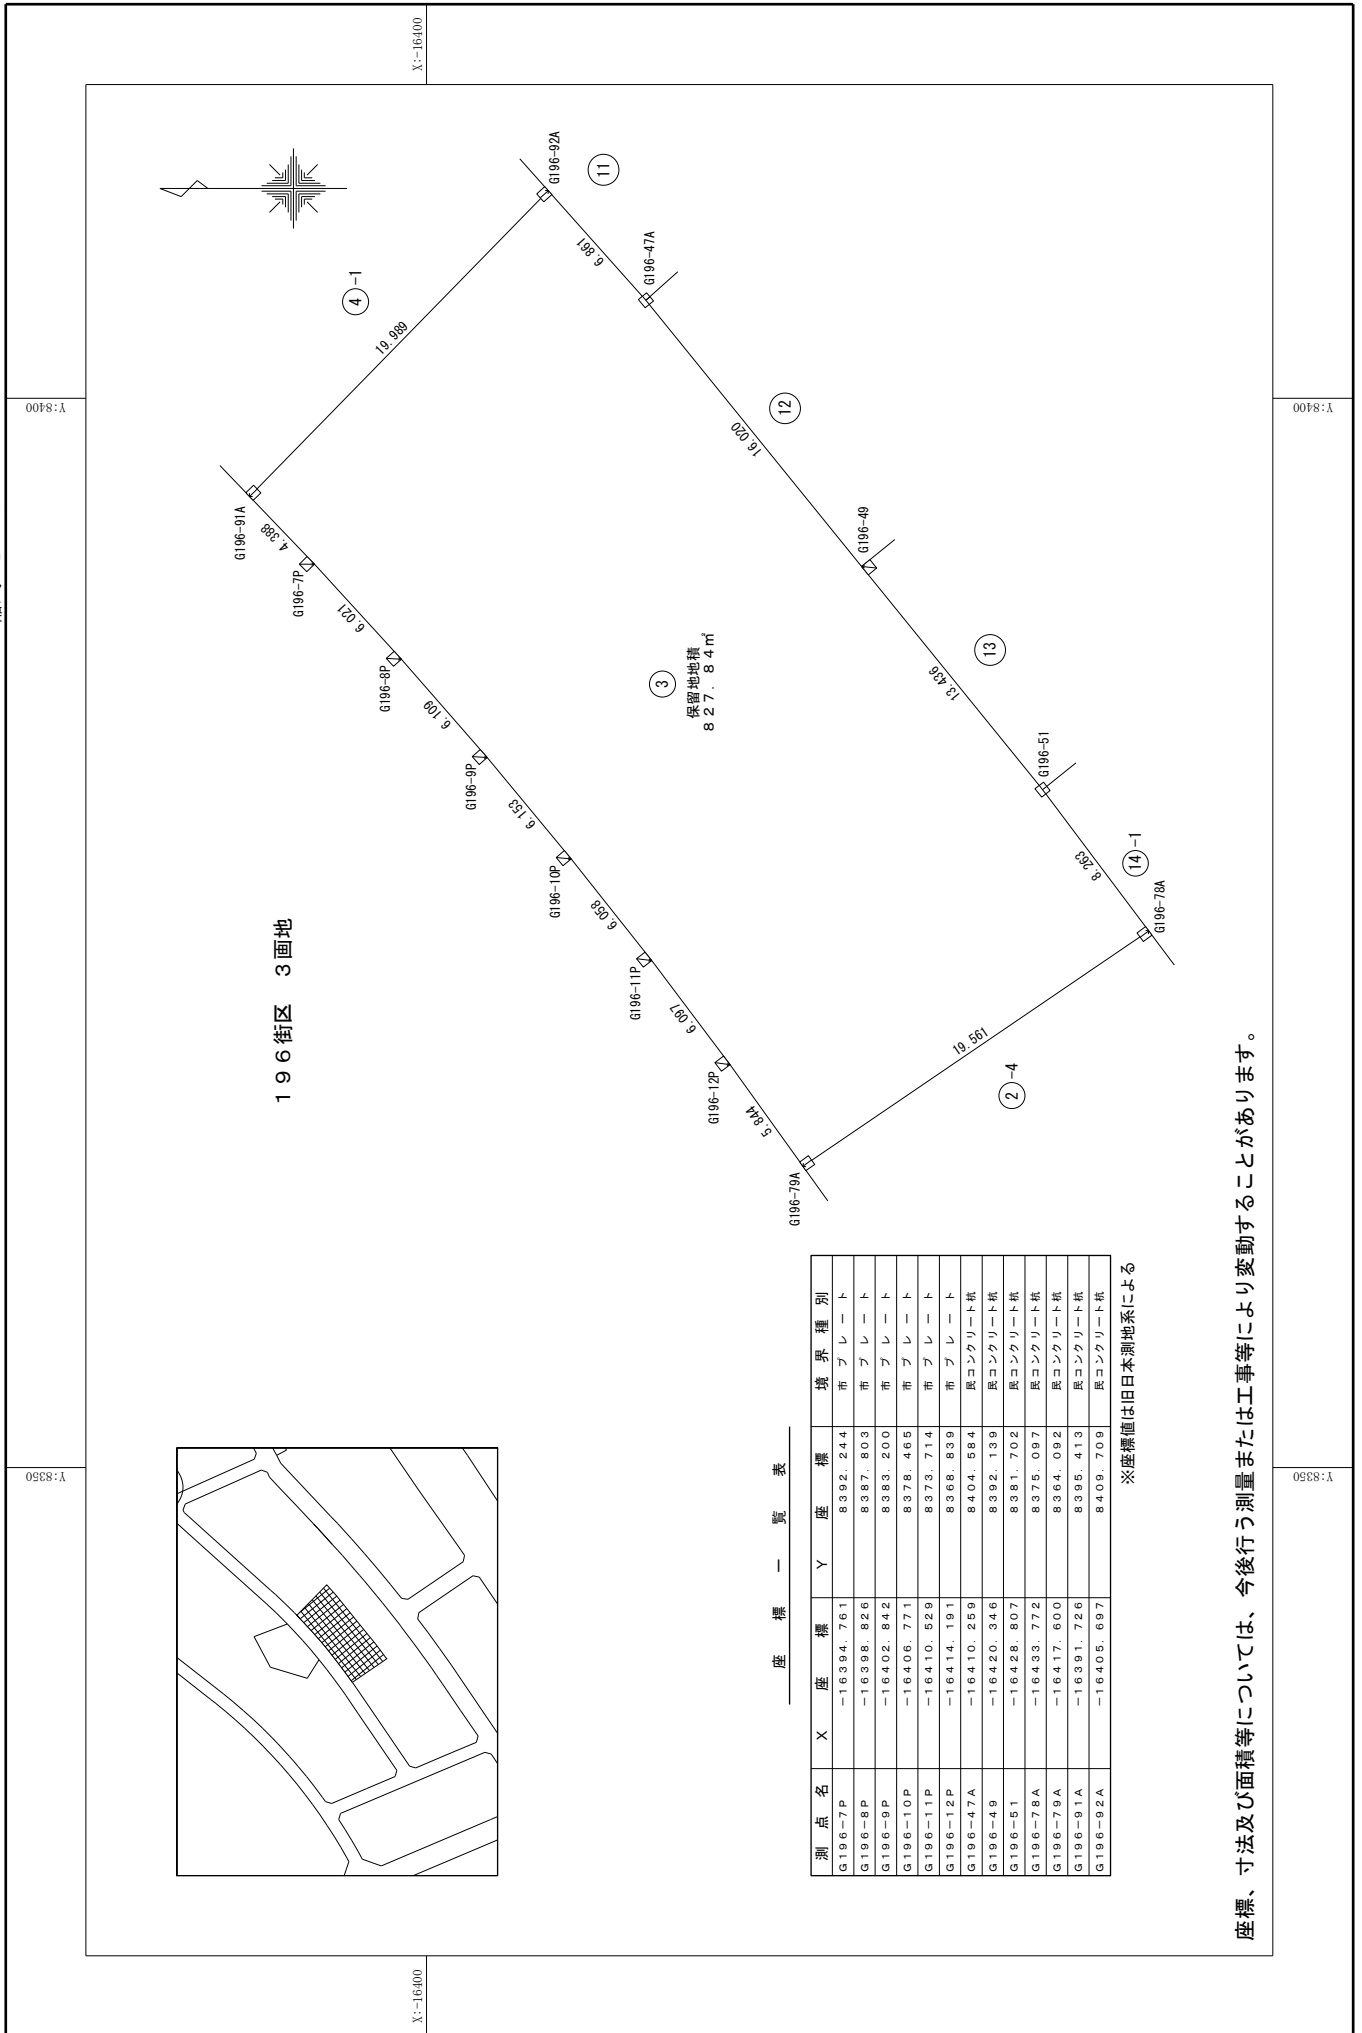 196街区　3画地
X:-16400
X:-16400
Y:8400
Y:8400
Y:8350
Y:8350
G196-91A
G196-92A
G196-47A
G196-49
G196-51
G196-78A
G196-79A
G196-12P
G196-11P
G196-10P
G196-9P
G196-8P
G196-7P
19.989
6.861
16.020
13.436
8.263
19.561
5.844
6.097
6.058
6.153
6.109
6.021
4.388
④-1
⑪
⑫
⑬
⑭-1
②-4
③
保留地地積
827.84㎡
座標一覧表
測点名 X座標 Y座標 境界種別
G196-7P -16394.761 8392.244 市プレート
G196-8P -16398.826 8387.803 市プレート
G196-9P -16402.842 8383.200 市プレート
G196-10P -16406.771 8378.465 市プレート
G196-11P -16410.529 8373.714 市プレート
G196-12P -16414.191 8368.839 市プレート
G196-47A -16410.259 8404.584 民コンクリート杭
G196-49 -16420.346 8392.139 民コンクリート杭
G196-51 -16428.807 8381.702 民コンクリート杭
G196-78A -16433.772 8375.097 民コンクリート杭
G196-79A -16417.600 8364.092 民コンクリート杭
G196-91A -16391.726 8395.413 民コンクリート杭
G196-92A -16405.697 8409.709 民コンクリート杭
※座標値は旧日本測地系による
座標、寸法及び面積等については、今後行う測量または工事等により変動することがあります。